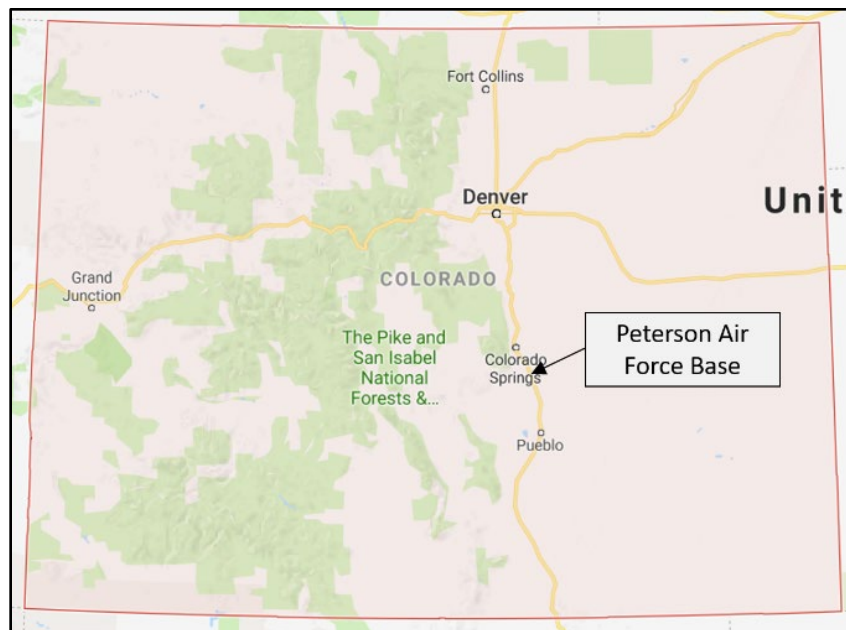 Fort Collins
Denver
Unit
COLORADO
Grand
Junction
The Pike and
San Isabel
National
Forests &...
Colorado
Springs
Peterson Air
Force Base
Pueblo